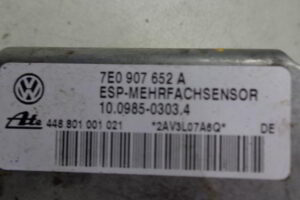 7E0 907 652 A
ESP-MEHRFACHSENSOR
10.0985-0303.4
Ate 448 801 001 021 *2AV3L07A6Q* DE